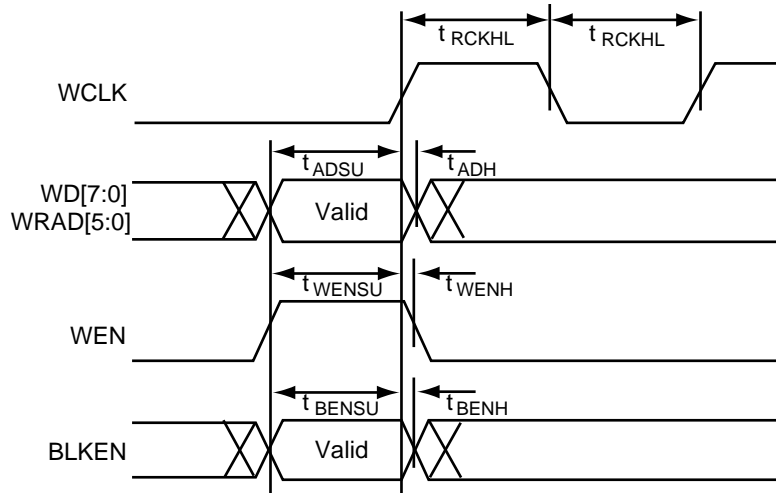 t RCKHL t RCKHL
WCLK
t ADSU t ADH
WD[7:0]
WRAD[5:0]
Valid
t WENSU t WENH
WEN
t BENSU t BENH
BLKEN
Valid